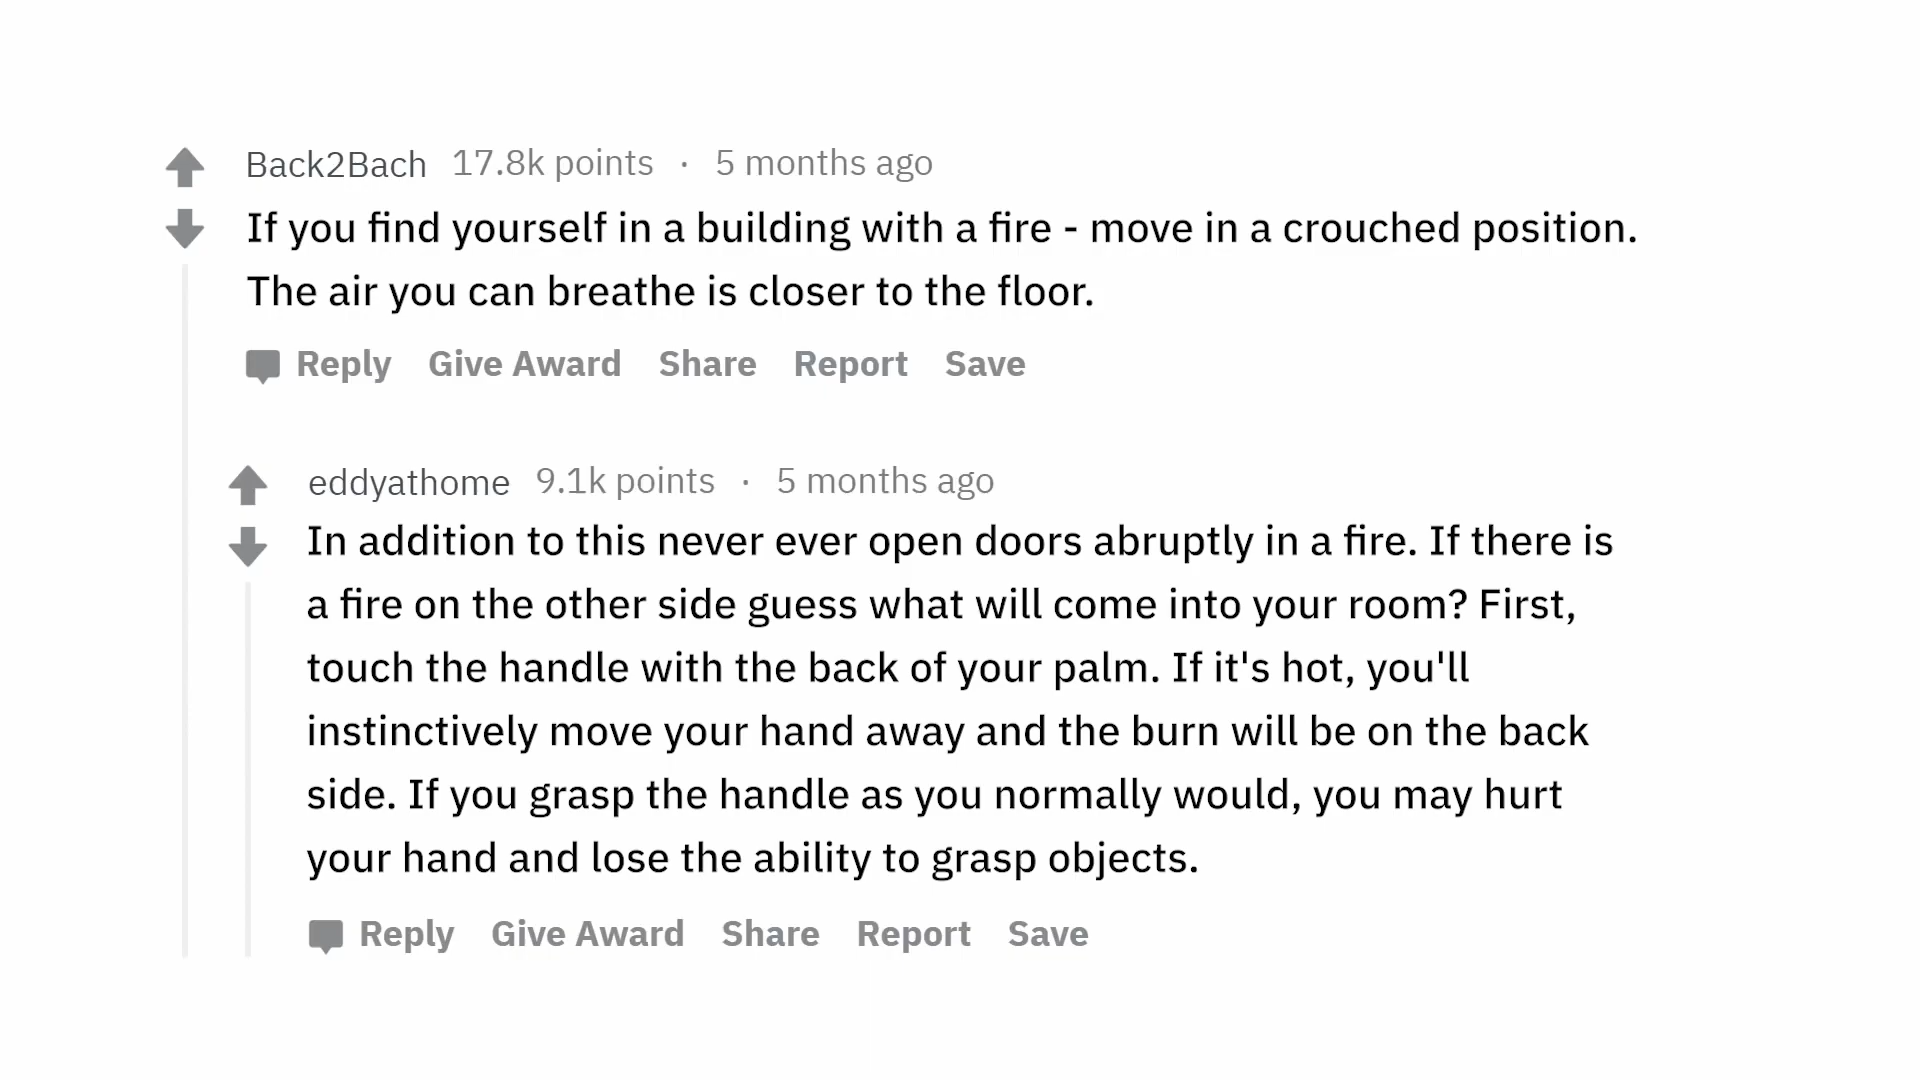 Back2Bach 17.8k points · 5 months ago
If you find yourself in a building with a fire - move in a crouched position.
The air you can breathe is closer to the floor.
Reply Give Award Share Report Save
eddyathome 9.1k points · 5 months ago
In addition to this never ever open doors abruptly in a fire. If there is
a fire on the other side guess what will come into your room? First,
touch the handle with the back of your palm. If it's hot, you'll
instinctively move your hand away and the burn will be on the back
side. If you grasp the handle as you normally would, you may hurt
your hand and lose the ability to grasp objects.
Reply Give Award Share Report Save